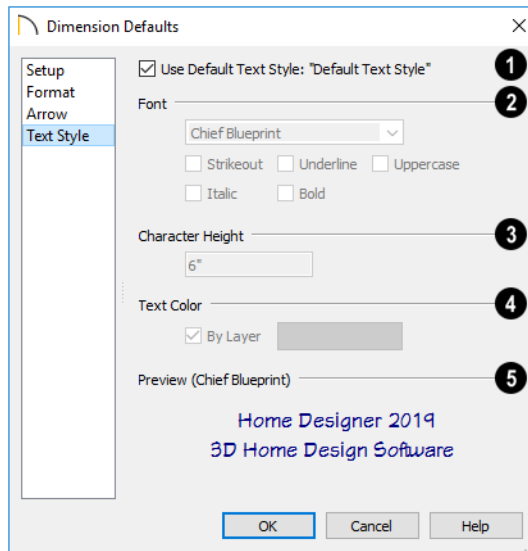 Dimension Defaults
Setup
Format
Arrow
Text Style
Use Default Text Style: "Default Text Style" 1
Font 2
Chief Blueprint
Strikeout Underline Uppercase
Italic Bold
Character Height 3
6"
Text Color 4
By Layer
Preview (Chief Blueprint) 5
Home Designer 2019
3D Home Design Software
OK Cancel Help